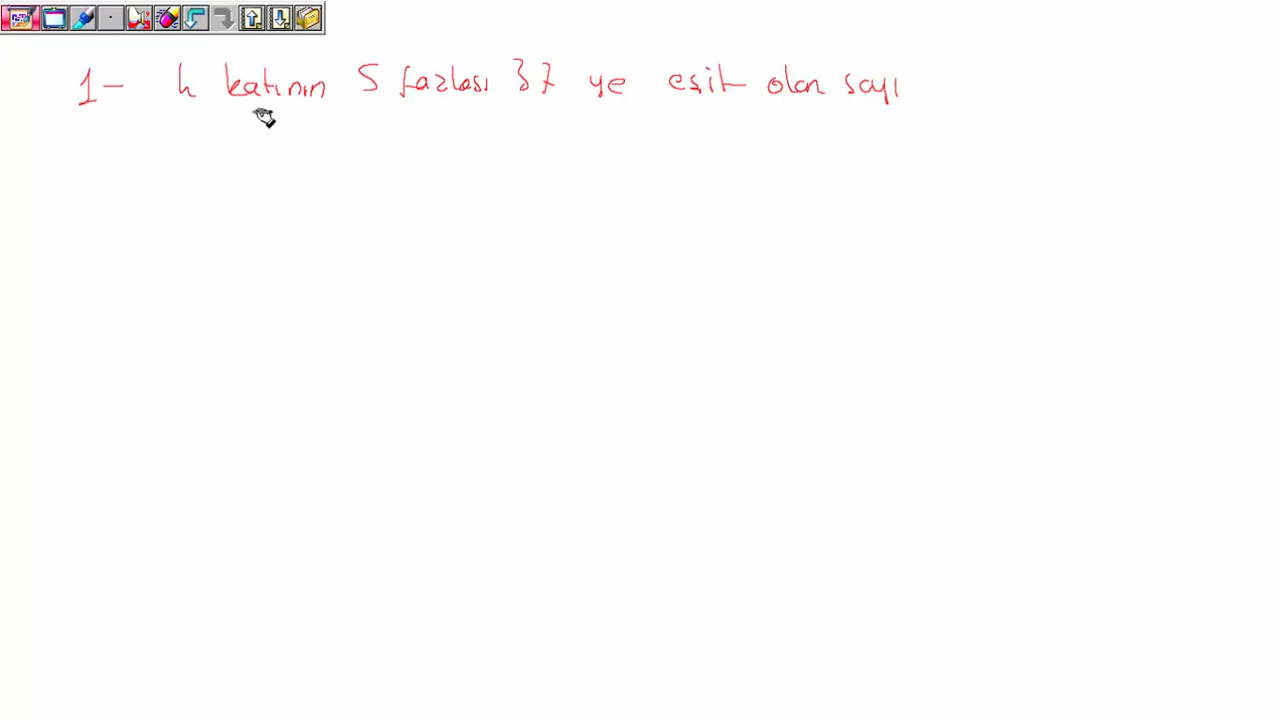 1- 4 katının 5 fazlası 37 ye eşit olan sayı